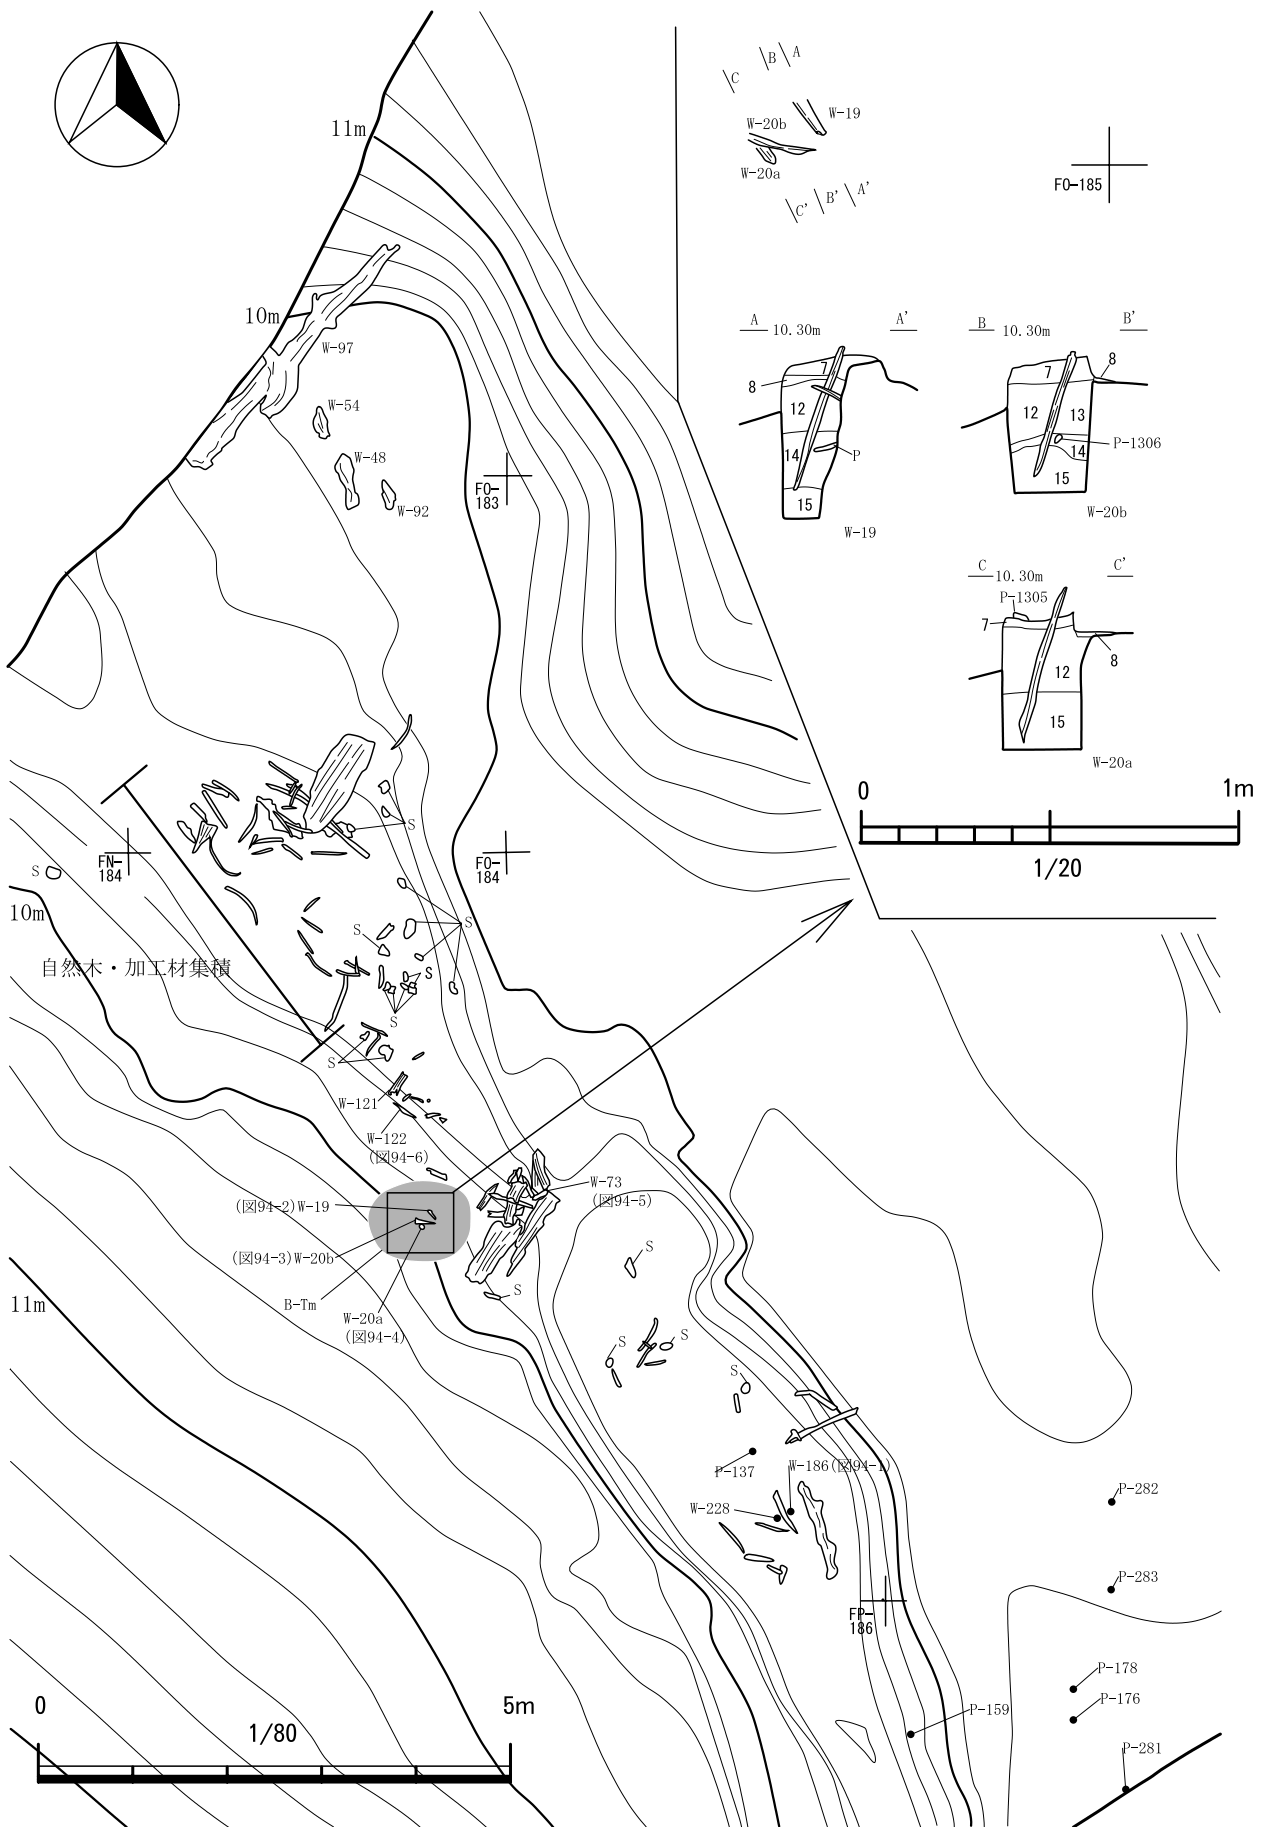 11m
10m
W-97
W-54
W-48
W-92
FO-
183
C
B
A
W-19
W-20b
W-20a
C'
B'
A'
FO-185
A
10.30m
A'
7
8
12
14
15
P
W-19
B
10.30m
B'
7
8
12
13
P-1306
14
15
W-20b
C
10.30m
C'
P-1305
7
8
12
15
W-20a
0
1m
1/20
S
FN-
184
S
FO-
184
10m
自然木・加工材集積
S
S
S
S
S
W-121
W-122
(図94-6)
W-73
(図94-5)
(図94-2)W-19
(図94-3)W-20b
B-Tm
W-20a
(図94-4)
11m
S
S
S
S
S
P-137
W-186(図94-1)
W-228
P-282
P-283
FP-
186
P-178
P-176
P-159
P-281
0
5m
1/80